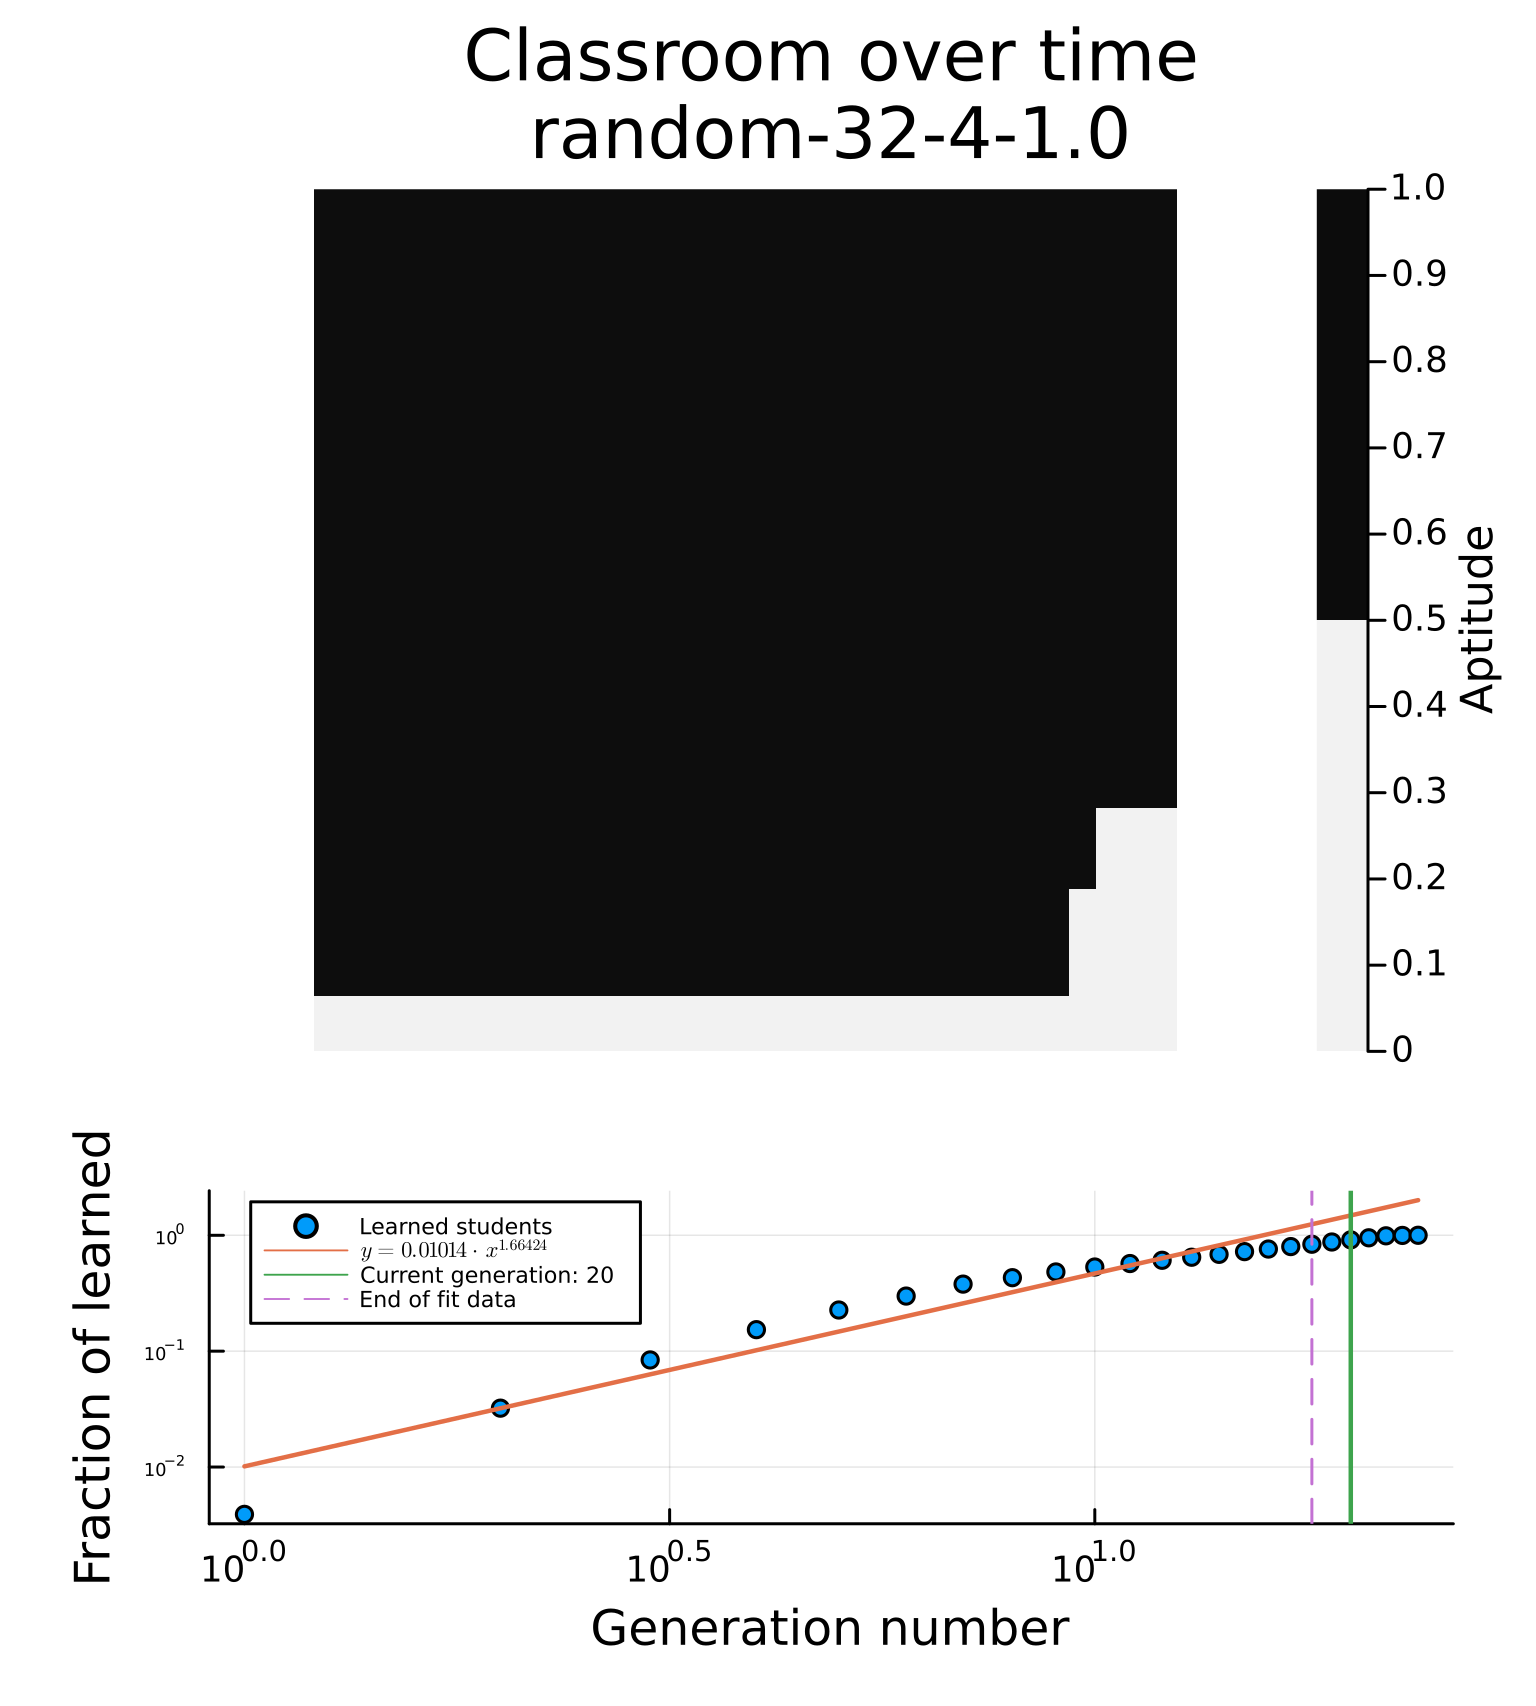 Classroom over time
random-32-4-1.0
1.0
0.9
0.8
0.7
0.6
0.5
0.4
0.3
0.2
0.1
0
Aptitude
Fraction of learned
10⁰
10⁻¹
10⁻²
Learned students
y = 0.01014 · x^1.66424
Current generation: 20
End of fit data
10^0.0
10^0.5
10^1.0
Generation number